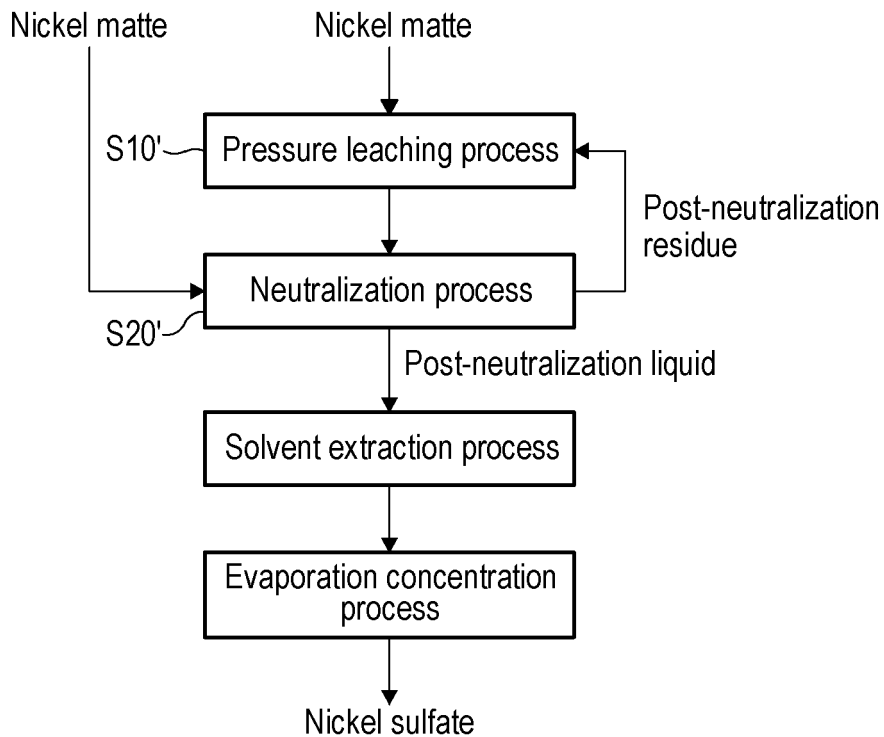 Nickel matte
Nickel matte
S10'
Pressure leaching process
Post-neutralization
residue
Neutralization process
S20'
Post-neutralization liquid
Solvent extraction process
Evaporation concentration
process
Nickel sulfate